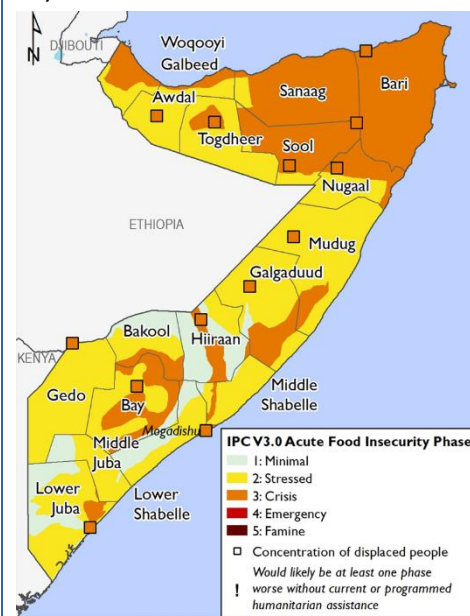 N
DJIBOUTI
Woqooyi
Galbeed
Bari
Sanaag
Awdal
Togdheer
Sool
Nugaal
ETHIOPIA
Mudug
Galgaduud
Bakool
Hiiraan
KENYA
Gedo
Bay
Middle
Shabelle
Mogadishu
Middle
Juba
Lower
Juba
Lower
Shabelle
IPC V3.0 Acute Food Insecurity Phase
1: Minimal
2: Stressed
3: Crisis
4: Emergency
5: Famine
Concentration of displaced people
! Would likely be at least one phase
worse without current or programmed
humanitarian assistance